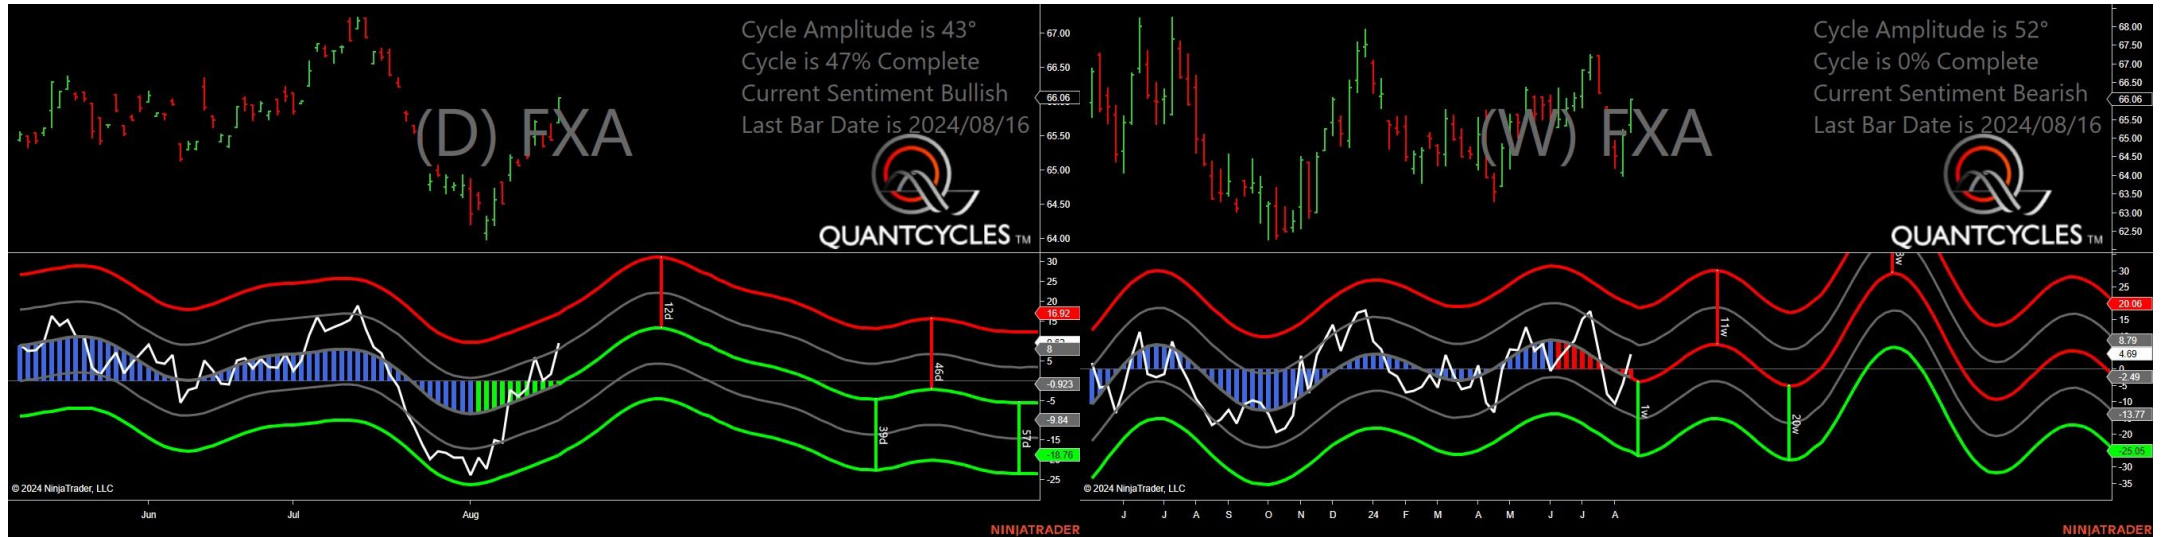 Cycle Amplitude is 43°
Cycle is 47% Complete
Current Sentiment Bullish
Last Bar Date is 2024/08/16
(D) FXA
QUANTCYCLES TM
67.00
66.50
66.06
65.50
65.00
64.50
64.00
30
25
20
16.92
15
8
5
-0.923
-5
-9.84
-15
-18.76
-25
12d
46d
39d
57d
© 2024 NinjaTrader, LLC
Jun Jul Aug
NINJATRADER
Cycle Amplitude is 52°
Cycle is 0% Complete
Current Sentiment Bearish
Last Bar Date is 2024/08/16
(W) FXA
QUANTCYCLES TM
68.00
67.50
67.00
66.50
66.06
65.50
65.00
64.50
64.00
63.50
63.00
62.50
30
25
20.06
15
8.79
4.69
0
-2.49
-5
-10
-13.77
-20
-25.05
-30
-35
11w
1w
20w
© 2024 NinjaTrader, LLC
J J A S O N D 24 F M A M J J A
NINJATRADER